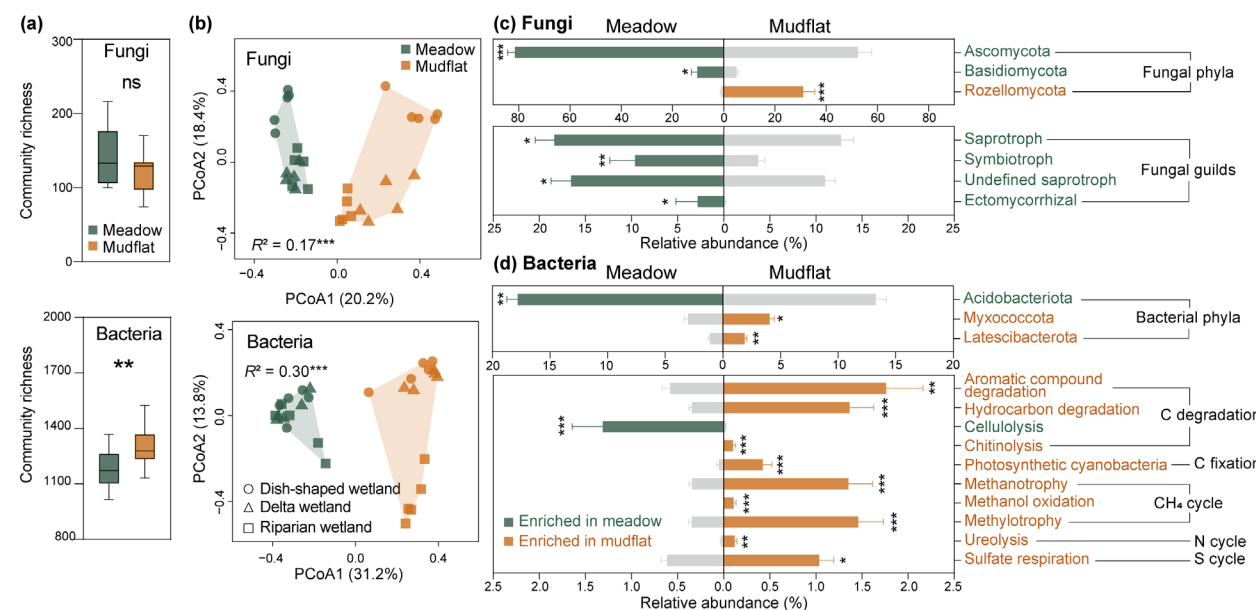 (a)
Fungi
ns
Community richness
300
200
100
0
Meadow
Mudflat
Bacteria
**
Community richness
2000
1700
1400
1100
800
(b)
Fungi
Meadow
Mudflat
PCoA2 (18.4%)
0.4
0.0
−0.4
R² = 0.17***
−0.4 0.0 0.4
PCoA1 (20.2%)
Bacteria
R² = 0.30***
PCoA2 (13.8%)
0.4
0.0
−0.4
Dish-shaped wetland
Delta wetland
Riparian wetland
−0.4 0.0 0.4
PCoA1 (31.2%)
(c) Fungi
Meadow Mudflat
*** Ascomycota
* Basidiomycota
Rozellomycota ***
Fungal phyla
80 60 40 20 0 20 40 60 80
* Saprotroph
** Symbiotroph
* Undefined saprotroph
* Ectomycorrhizal
Fungal guilds
25 20 15 10 5 0 5 10 15 20 25
Relative abundance (%)
(d) Bacteria
Meadow Mudflat
** Acidobacteriota
* Myxococcota
** Latescibacterota
Bacterial phyla
20 15 10 5 0 5 10 15 20
** Aromatic compound
degradation
*** Hydrocarbon degradation
*** Cellulolysis
*** Chitinolysis
C degradation
*** Photosynthetic cyanobacteria
C fixation
*** Methanotrophy
*** Methanol oxidation
*** Methylotrophy
CH₄ cycle
** Ureolysis
N cycle
* Sulfate respiration
S cycle
Enriched in meadow
Enriched in mudflat
2.5 2.0 1.5 1.0 0.5 0.0 0.5 1.0 1.5 2.0 2.5
Relative abundance (%)